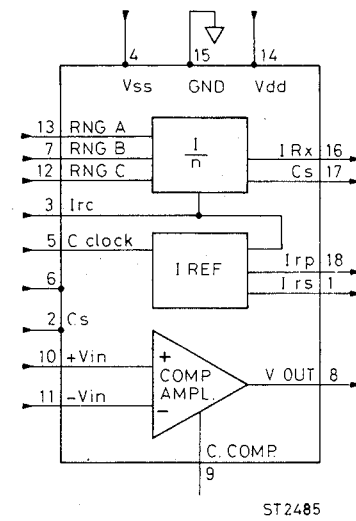 4 15 14
Vss GND Vdd
13 RNG A
7 RNG B
12 RNG C
I
n
IRx 16
Cs 17
3 Irc
5 C clock
I REF
Irp 18
Irs 1
6
2 Cs
10 +Vin
11 -Vin
+
COMP
AMPL.
-
V OUT 8
C. COMP.
9
ST2485